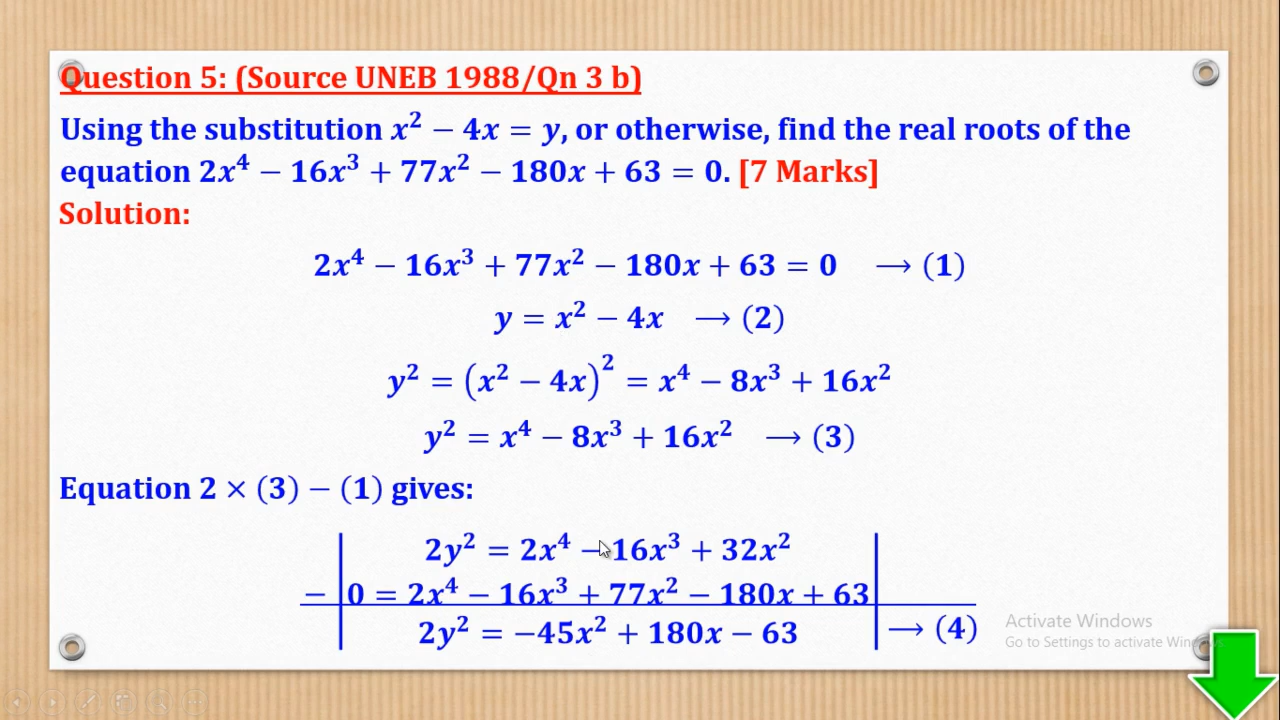 Question 5: (Source UNEB 1988/Qn 3 b)
Using the substitution x² − 4x = y, or otherwise, find the real roots of the
equation 2x⁴ − 16x³ + 77x² − 180x + 63 = 0. [7 Marks]
Solution:
2x⁴ − 16x³ + 77x² − 180x + 63 = 0 ⟶ (1)
y = x² − 4x ⟶ (2)
y² = (x² − 4x)² = x⁴ − 8x³ + 16x²
y² = x⁴ − 8x³ + 16x² ⟶ (3)
Equation 2 × (3) − (1) gives:
2y² = 2x⁴ − 16x³ + 32x²
− 0 = 2x⁴ − 16x³ + 77x² − 180x + 63
2y² = −45x² + 180x − 63 ⟶ (4)
Activate Windows
Go to Settings to activate Windows